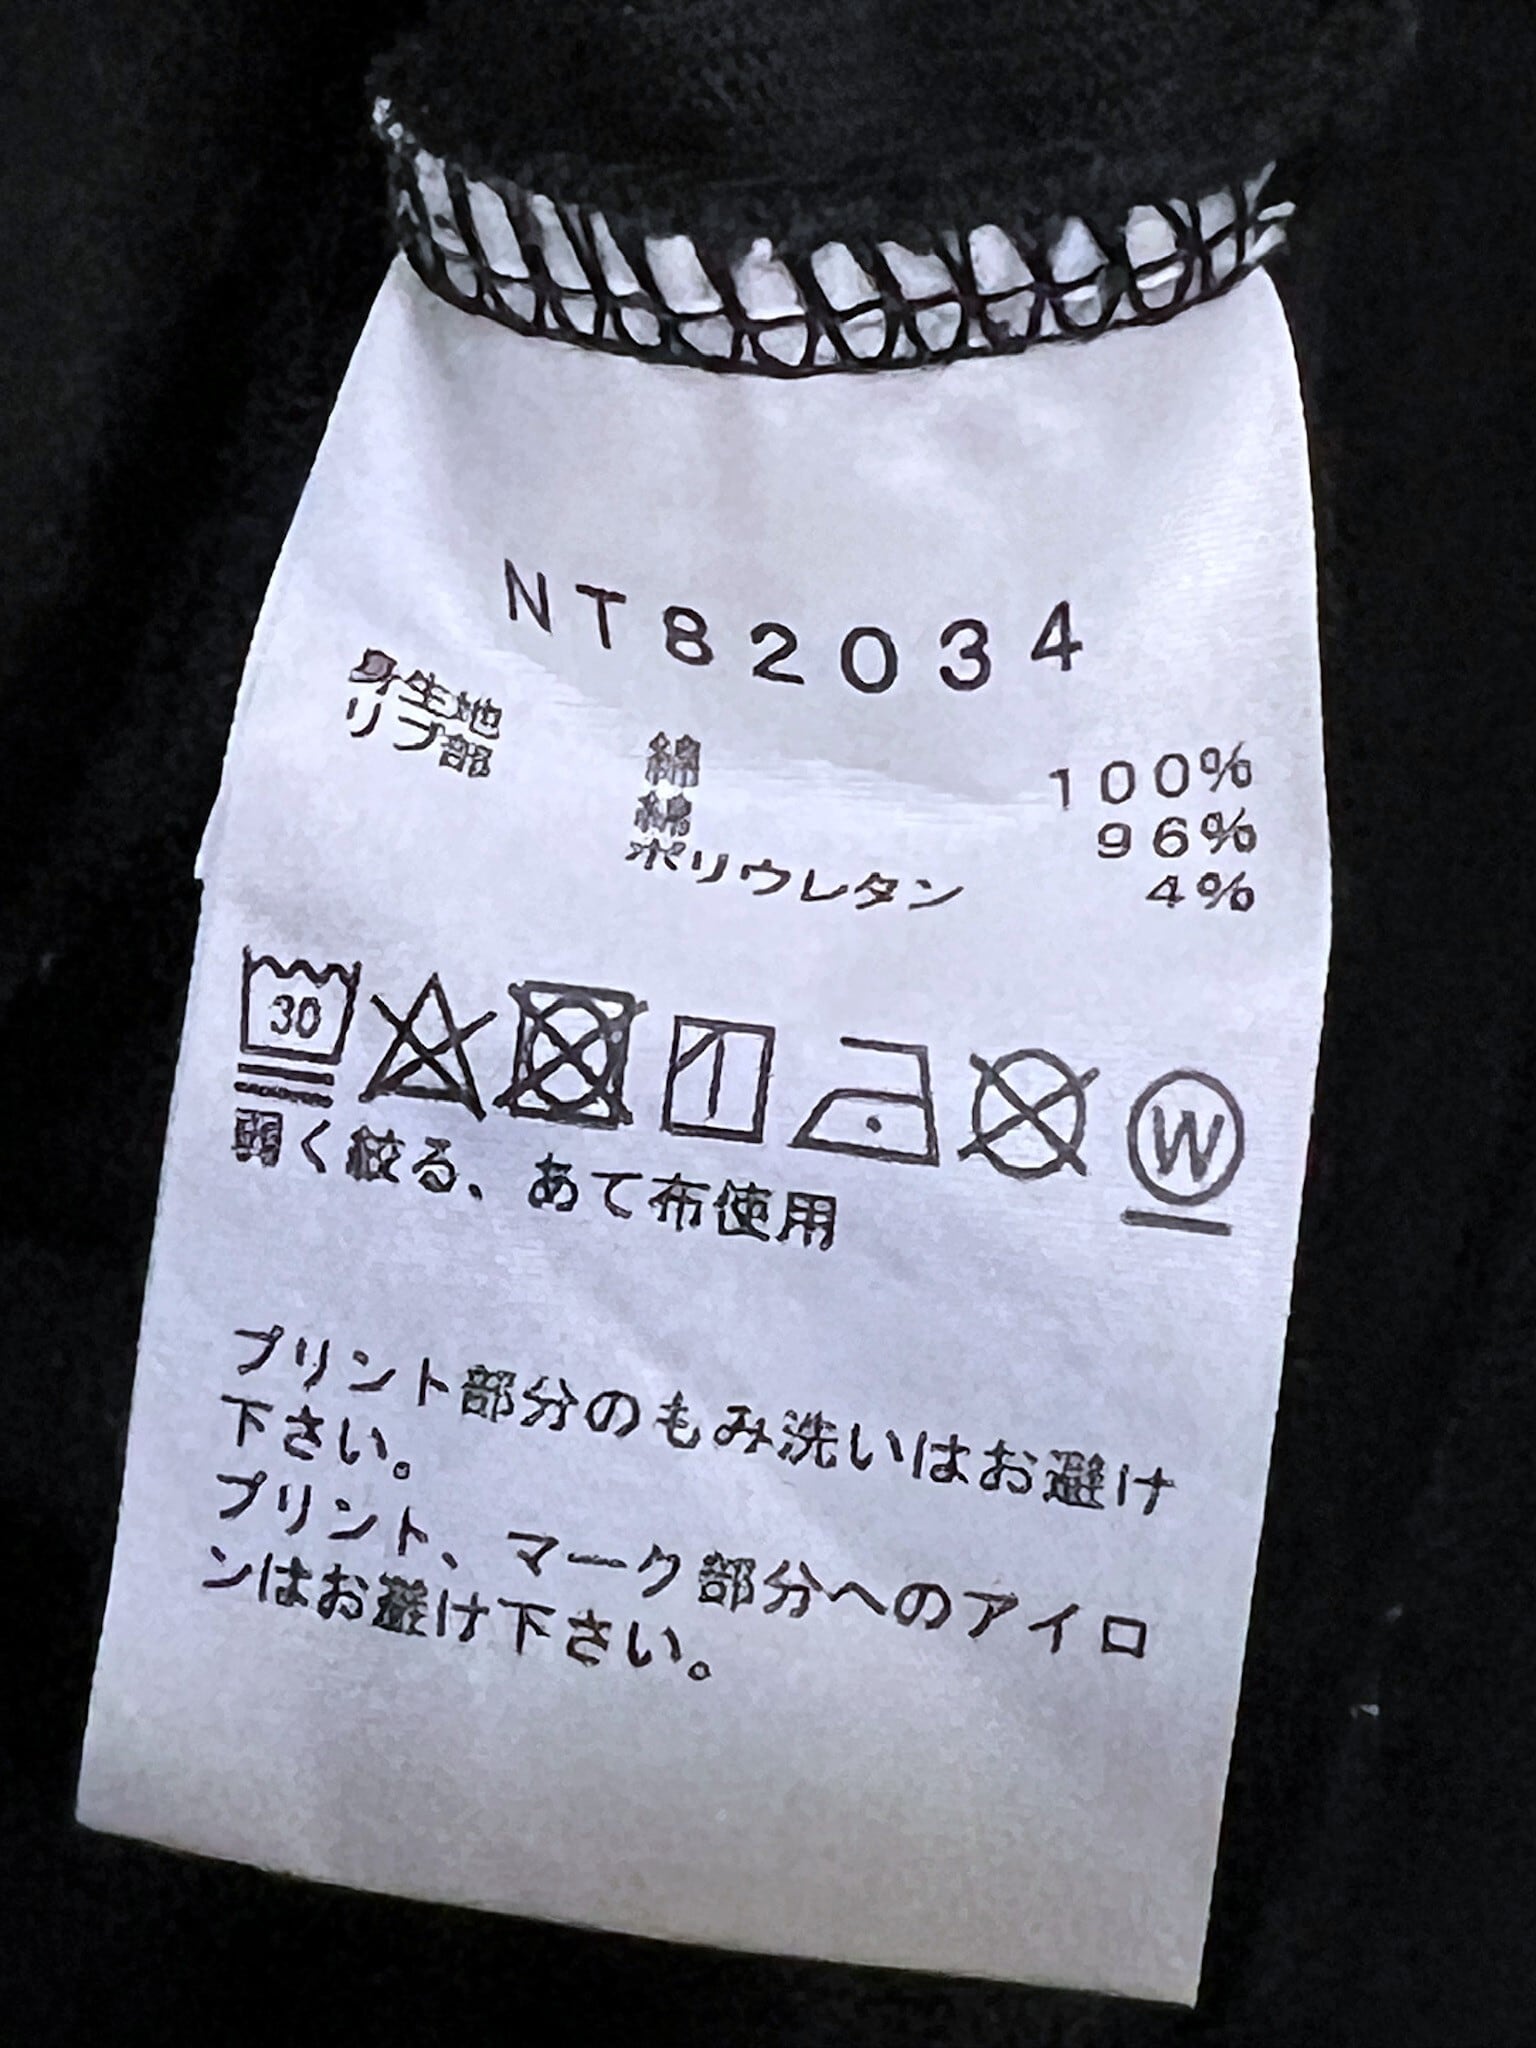 NT82034
身生地 綿 100%
リブ部 綿 96%
ポリウレタン 4%
30
W
弱く絞る、あて布使用
プリント部分のもみ洗いはお避け
下さい。
プリント、マーク部分へのアイロ
ンはお避け下さい。